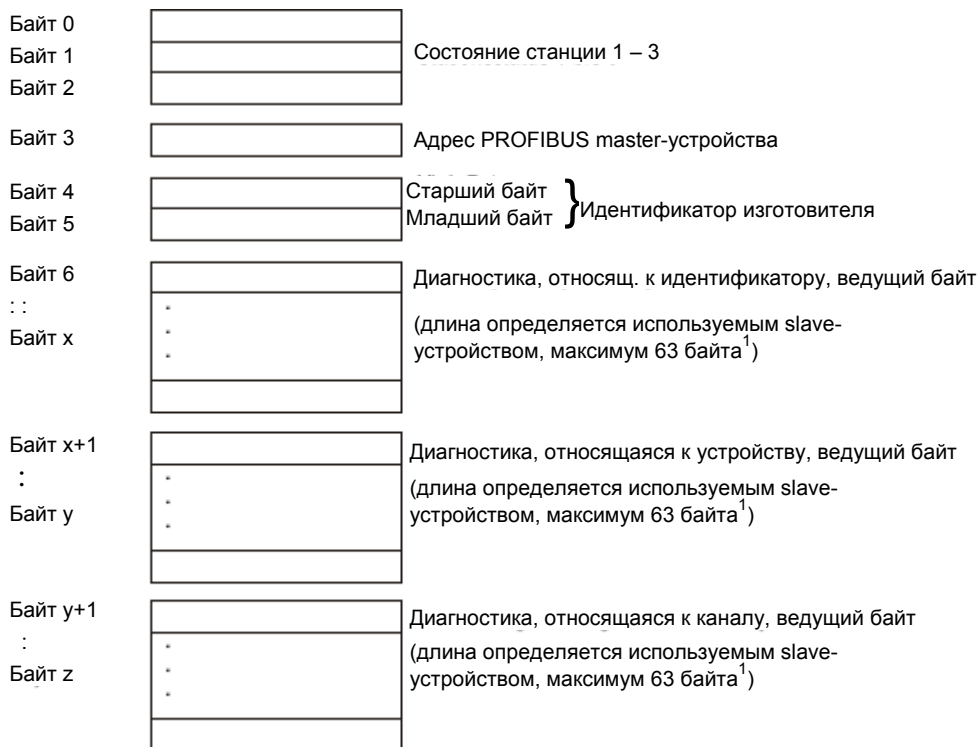 Байт 0
Байт 1
Байт 2
Состояние станции 1 – 3
Байт 3
Адрес PROFIBUS master-устройства
Байт 4
Байт 5
Старший байт
Младший байт
}Идентификатор изготовителя
Байт 6
: :
Байт x
Диагностика, относящ. к идентификатору, ведущий байт
(длина определяется используемым slave-
устройством, максимум 63 байта¹)
Байт x+1
:
Байт y
Диагностика, относящаяся к устройству, ведущий байт
(длина определяется используемым slave-
устройством, максимум 63 байта¹)
Байт y+1
:
Байт z
Диагностика, относящаяся к каналу, ведущий байт
(длина определяется используемым slave-
устройством, максимум 63 байта¹)